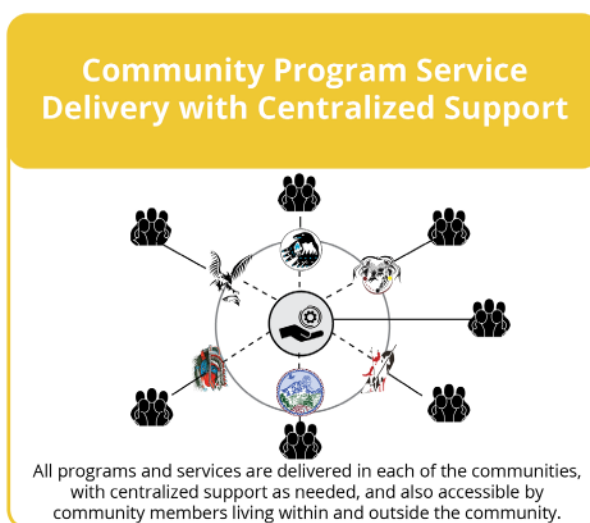 Community Program Service
Delivery with Centralized Support
All programs and services are delivered in each of the communities,
with centralized support as needed, and also accessible by
community members living within and outside the community.